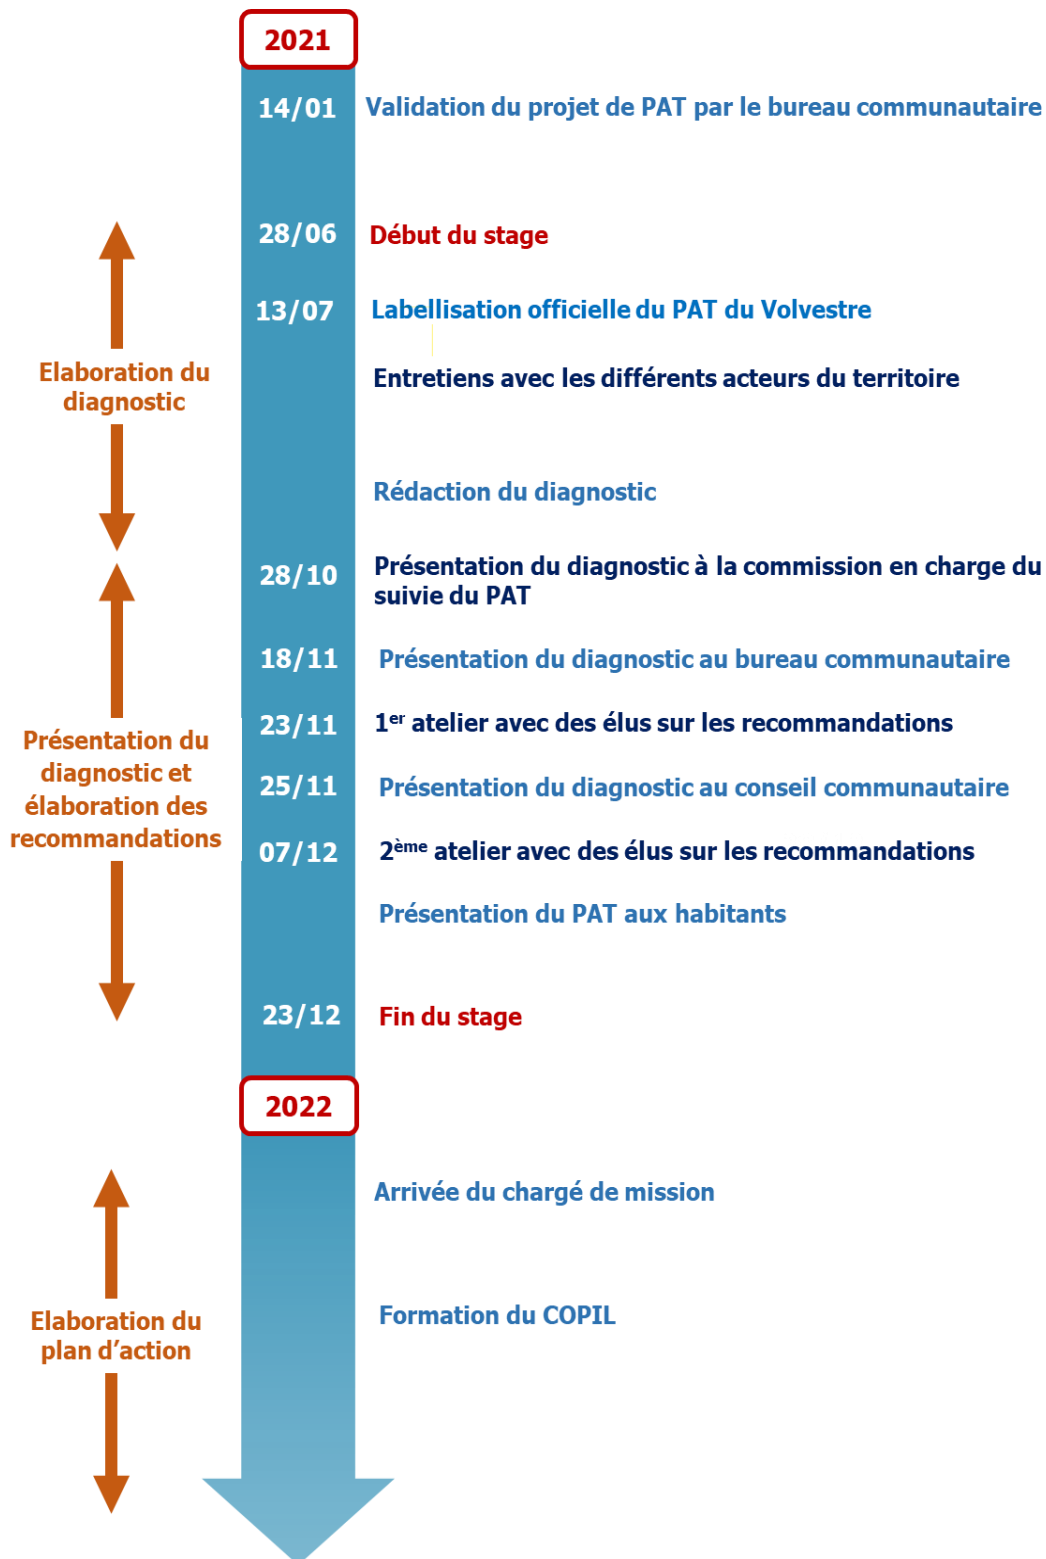 2021
14/01 Validation du projet de PAT par le bureau communautaire
28/06 Début du stage
13/07 Labellisation officielle du PAT du Volvestre
Elaboration du
diagnostic
Entretiens avec les différents acteurs du territoire
Rédaction du diagnostic
28/10 Présentation du diagnostic à la commission en charge du
suivie du PAT
18/11 Présentation du diagnostic au bureau communautaire
23/11 1er atelier avec des élus sur les recommandations
Présentation du
diagnostic et
élaboration des
recommandations
25/11 Présentation du diagnostic au conseil communautaire
07/12 2ème atelier avec des élus sur les recommandations
Présentation du PAT aux habitants
23/12 Fin du stage
2022
Arrivée du chargé de mission
Elaboration du
plan d’action
Formation du COPIL